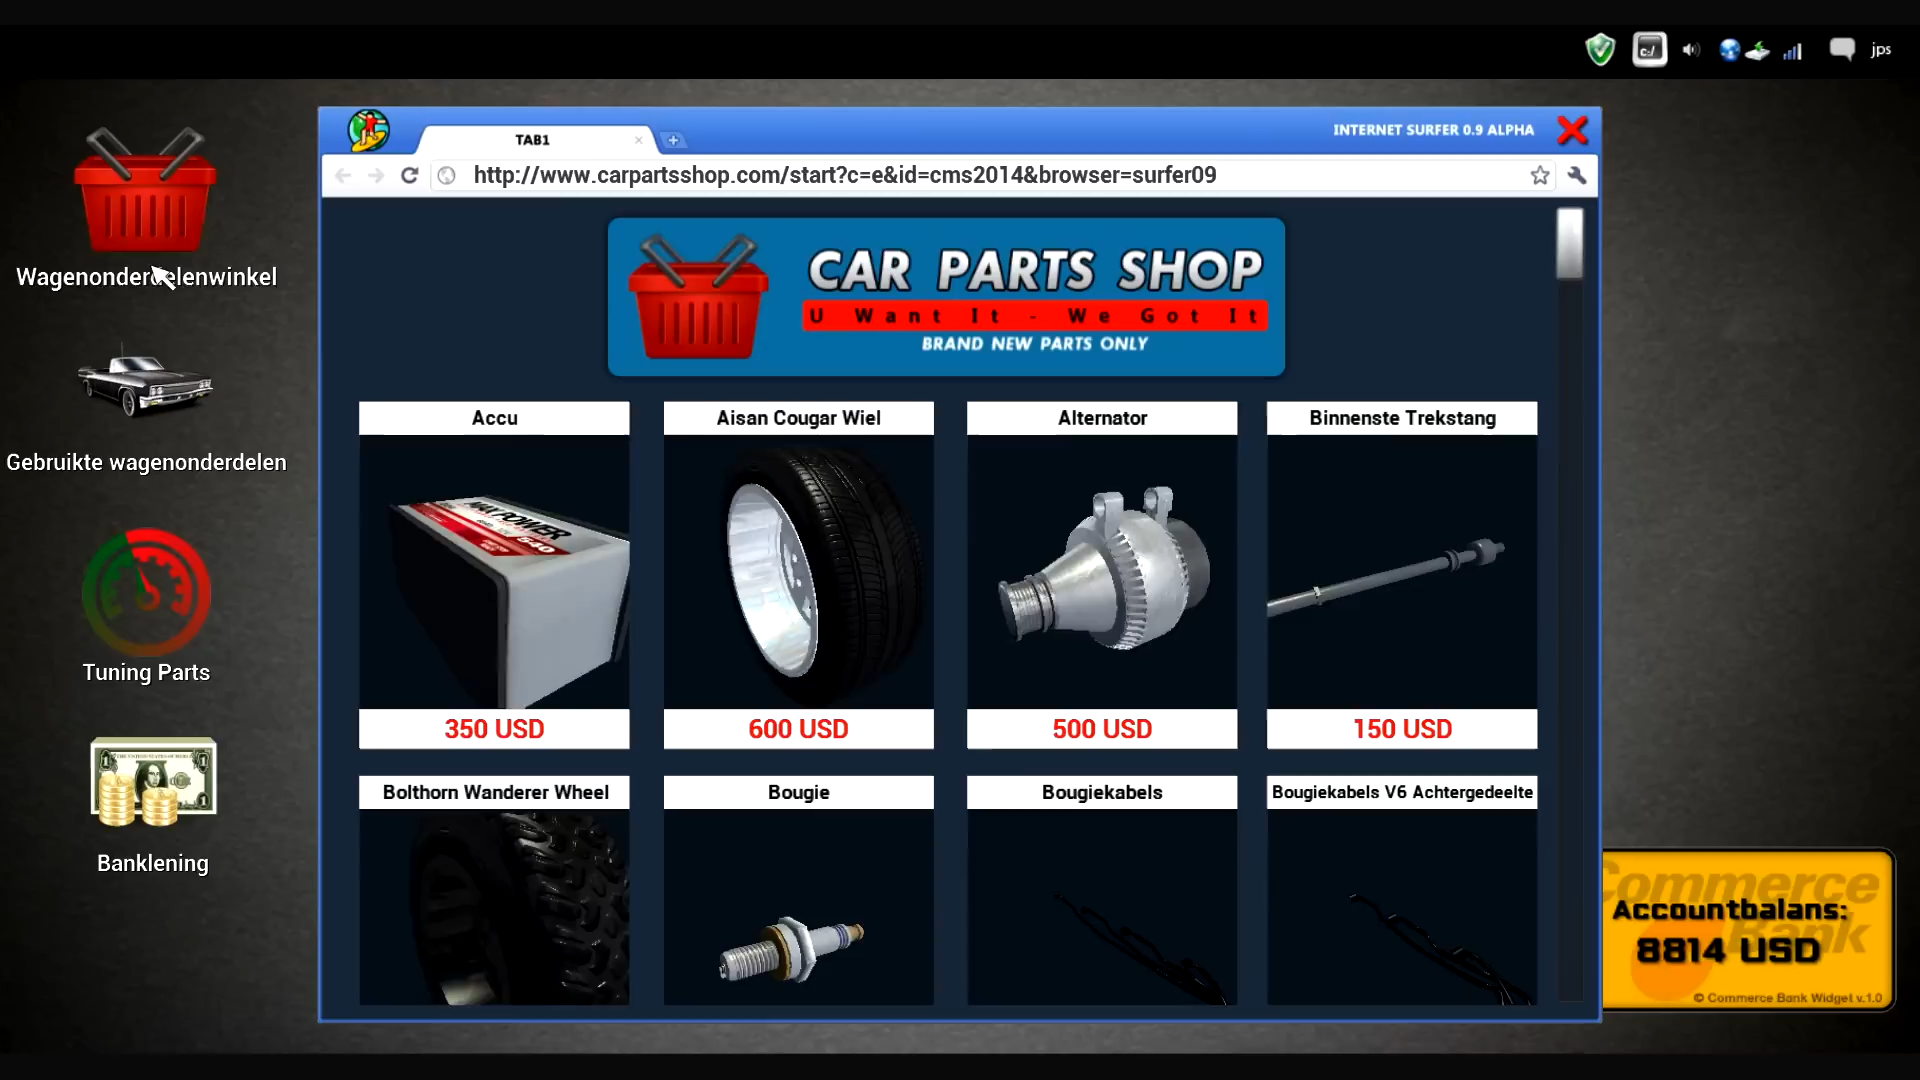 jps
TAB1
INTERNET SURFER 0.9 ALPHA
http://www.carpartsshop.com/start?c=e&id=cms2014&browser=surfer09
Wagenonderdelenwinkel
Gebruikte wagenonderdelen
Tuning Parts
Banklening
CAR PARTS SHOP
U Want It - We Got It
BRAND NEW PARTS ONLY
Accu
Aisan Cougar Wiel
Alternator
Binnenste Trekstang
MAX POWER
540
350 USD
600 USD
500 USD
150 USD
Bolthorn Wanderer Wheel
Bougie
Bougiekabels
Bougiekabels V6 Achtergedeelte
Commerce Bank
Accountbalans:
8814 USD
© Commerce Bank Widget v.1.0